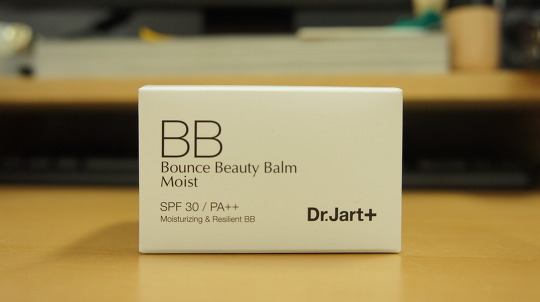 BB
Bounce Beauty Balm
Moist
SPF 30 / PA++
Moisturizing & Resilient BB
Dr.Jart+